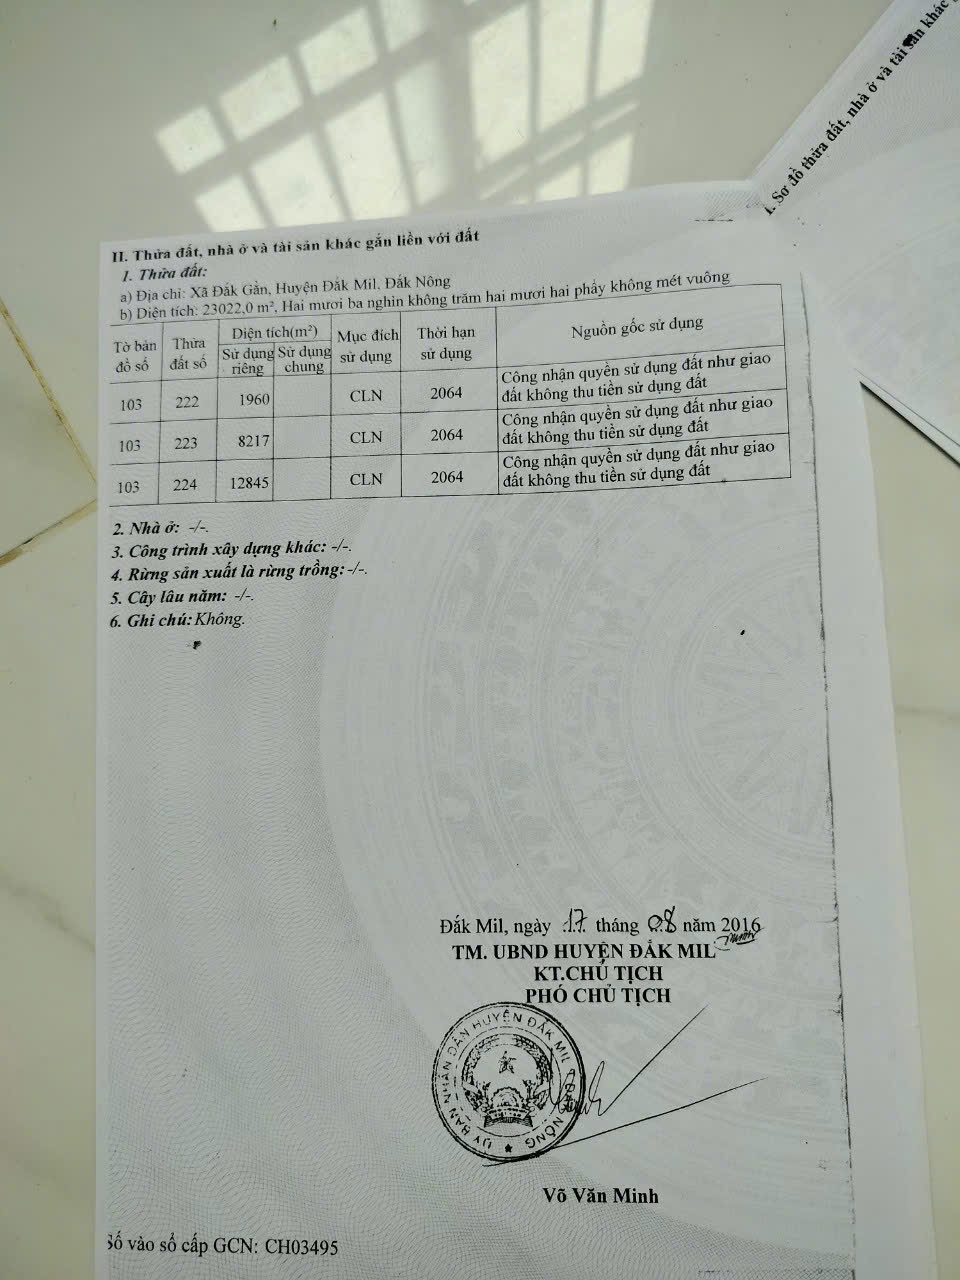 I. Sơ đồ thửa đất, nhà ở và tài sản khác
II. Thửa đất, nhà ở và tài sản khác gắn liền với đất
1. Thửa đất:
a) Địa chỉ: Xã Đắk Gằn, Huyện Đắk Mil, Đắk Nông
b) Diện tích: 23022,0 m², Hai mươi ba nghìn không trăm hai mươi hai phẩy không mét vuông
Tờ bản đồ số Thửa đất số Diện tích(m²) Mục đích sử dụng Thời hạn sử dụng Nguồn gốc sử dụng
Sử dụng riêng Sử dụng chung
103 222 1960 CLN 2064 Công nhận quyền sử dụng đất như giao đất không thu tiền sử dụng đất
103 223 8217 CLN 2064 Công nhận quyền sử dụng đất như giao đất không thu tiền sử dụng đất
103 224 12845 CLN 2064 Công nhận quyền sử dụng đất như giao đất không thu tiền sử dụng đất
2. Nhà ở: -/-.
3. Công trình xây dựng khác: -/-.
4. Rừng sản xuất là rừng trồng: -/-.
5. Cây lâu năm: -/-.
6. Ghi chú: Không.
Đắk Mil, ngày 17 tháng 08 năm 2016
TM. UBND HUYỆN ĐẮK MIL
KT.CHỦ TỊCH
PHÓ CHỦ TỊCH
ỦY BAN NHÂN DÂN HUYỆN ĐẮK MIL T.ĐẮK NÔNG
Võ Văn Minh
Số vào sổ cấp GCN: CH03495